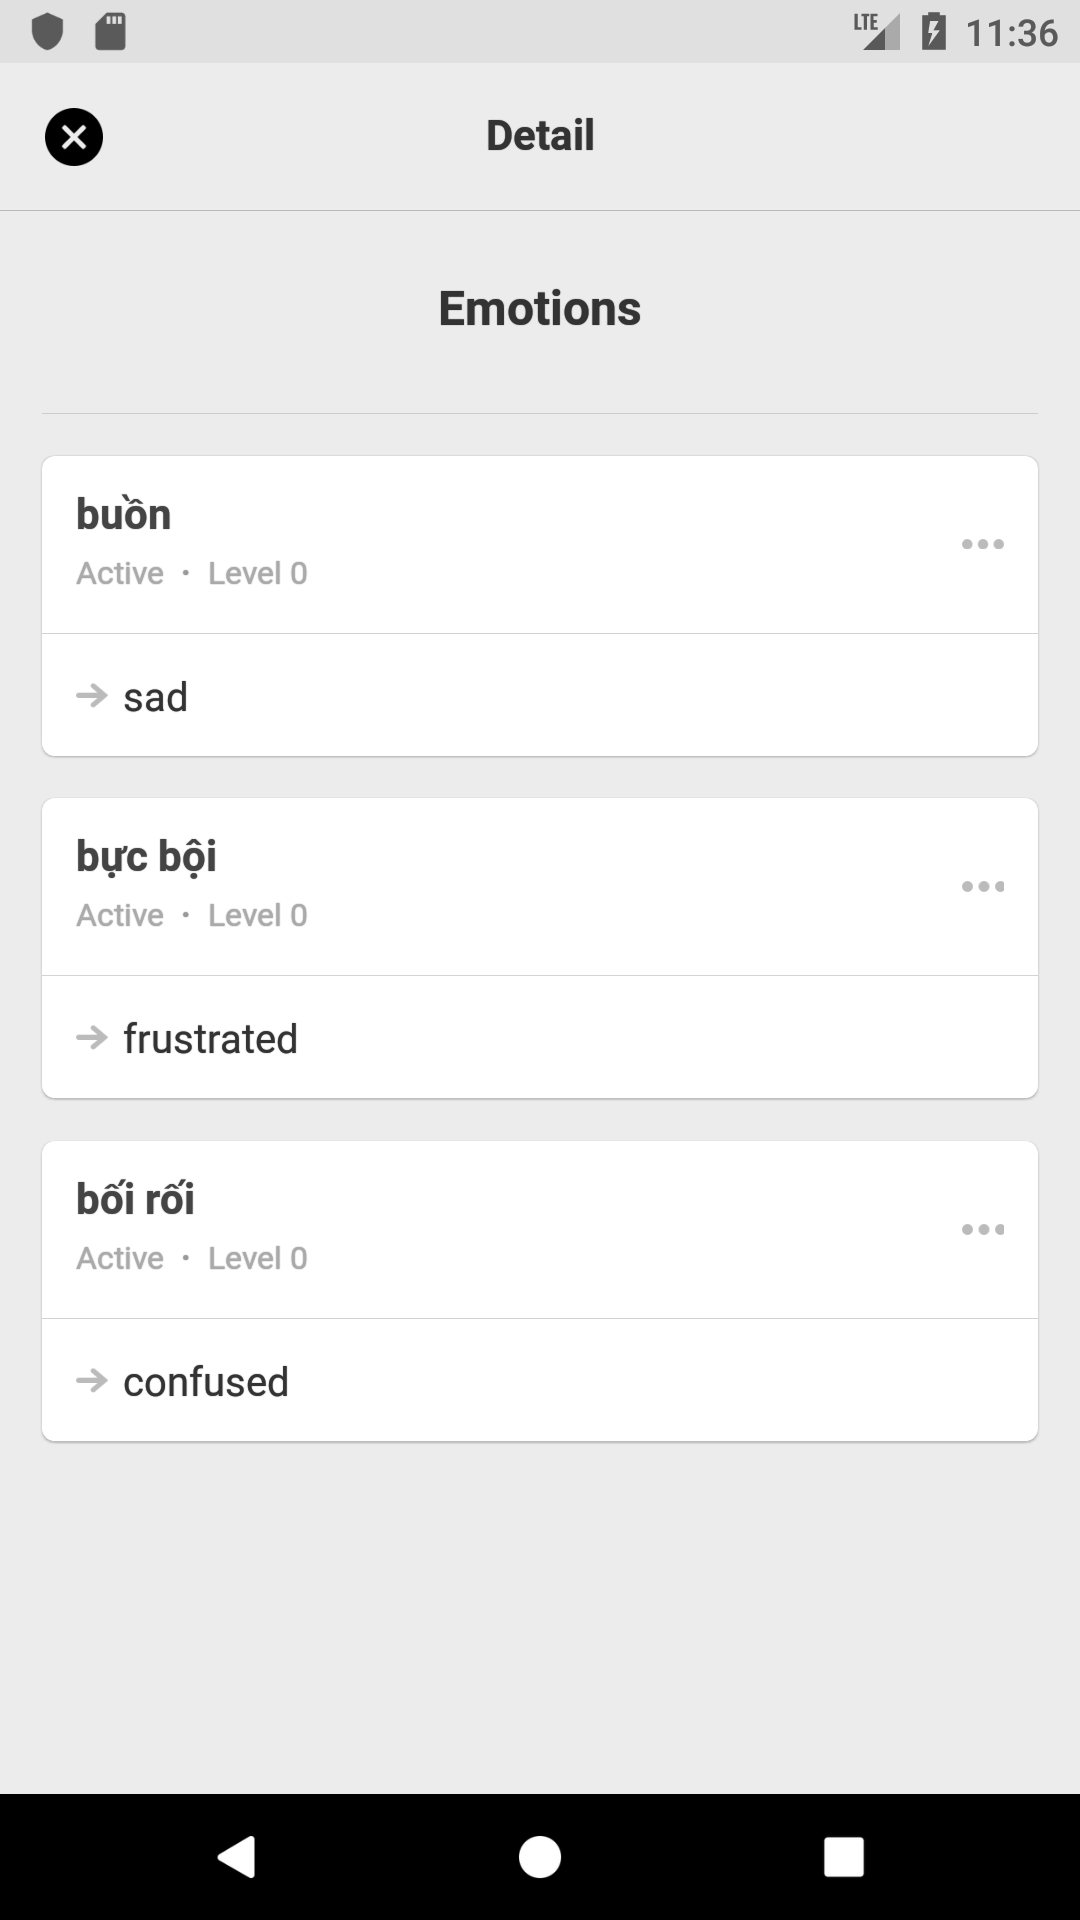 LTE 11:36
Detail
Emotions
buồn
Active • Level 0
sad
bực bội
Active • Level 0
frustrated
bối rối
Active • Level 0
confused